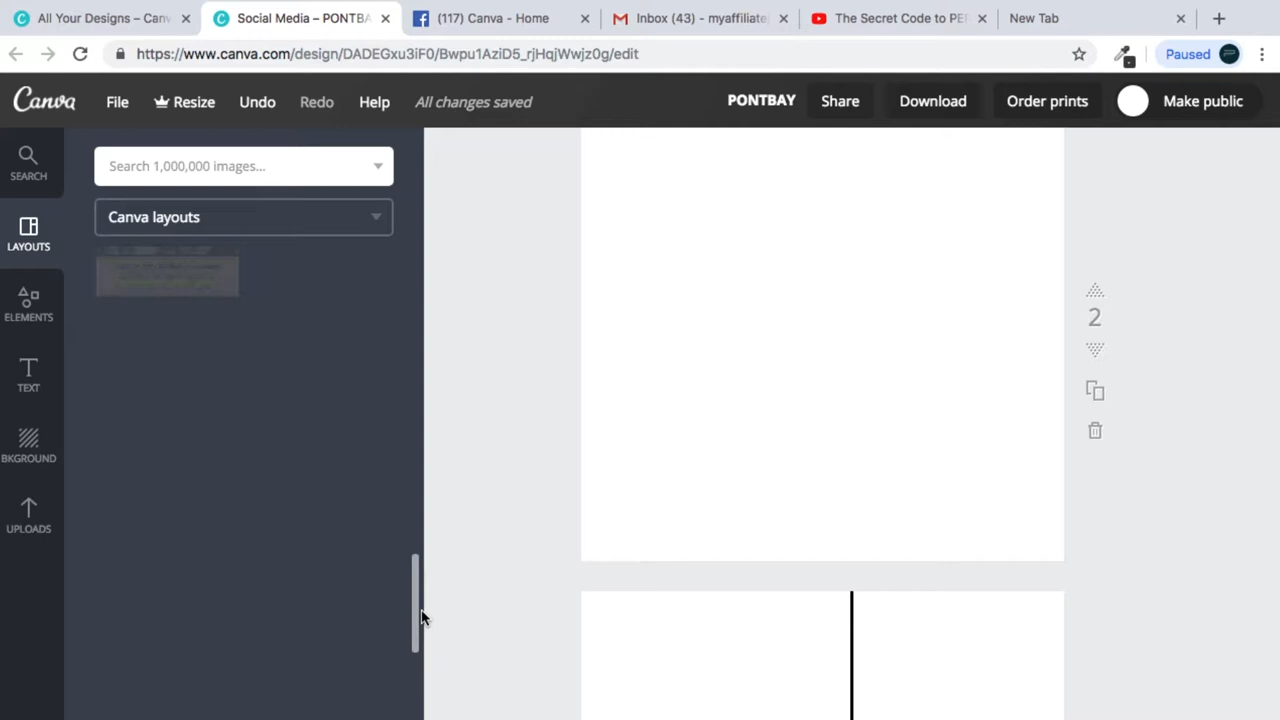 All Your Designs – Canv
Social Media – PONTBA
(117) Canva - Home
Inbox (43) - myaffiliate
The Secret Code to PEF
New Tab
https://www.canva.com/design/DADEGxu3iF0/Bwpu1AziD5_rjHqjWwjz0g/edit
Paused
Canva
File
Resize
Undo
Redo
Help
All changes saved
PONTBAY
Share
Download
Order prints
Make public
SEARCH
Search 1,000,000 images...
LAYOUTS
Canva layouts
ELEMENTS
2
TEXT
BKGROUND
UPLOADS